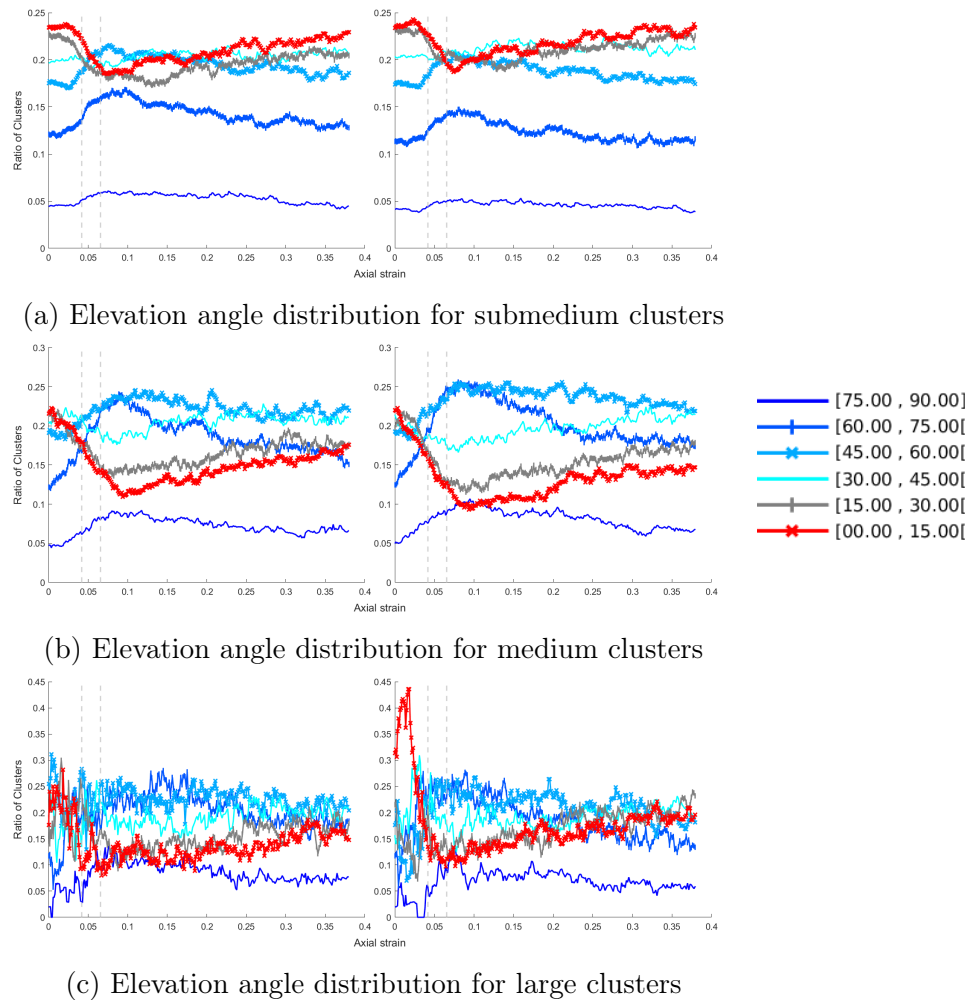 0.25
0.2
0.15
0.1
0.05
0
Ratio of Clusters
0 0.05 0.1 0.15 0.2 0.25 0.3 0.35 0.4
0.25
0.2
0.15
0.1
0.05
0
0 0.05 0.1 0.15 0.2 0.25 0.3 0.35 0.4
Axial strain
(a) Elevation angle distribution for submedium clusters
0.3
0.25
0.2
0.15
0.1
0.05
0
Ratio of Clusters
0 0.05 0.1 0.15 0.2 0.25 0.3 0.35 0.4
0.3
0.25
0.2
0.15
0.1
0.05
0
0 0.05 0.1 0.15 0.2 0.25 0.3 0.35 0.4
Axial strain
(b) Elevation angle distribution for medium clusters
[75.00 , 90.00]
[60.00 , 75.00[
[45.00 , 60.00[
[30.00 , 45.00[
[15.00 , 30.00[
[00.00 , 15.00[
0.45
0.4
0.35
0.3
0.25
0.2
0.15
0.1
0.05
0
Ratio of Clusters
0 0.05 0.1 0.15 0.2 0.25 0.3 0.35 0.4
0.45
0.4
0.35
0.3
0.25
0.2
0.15
0.1
0.05
0
0 0.05 0.1 0.15 0.2 0.25 0.3 0.35 0.4
Axial strain
(c) Elevation angle distribution for large clusters